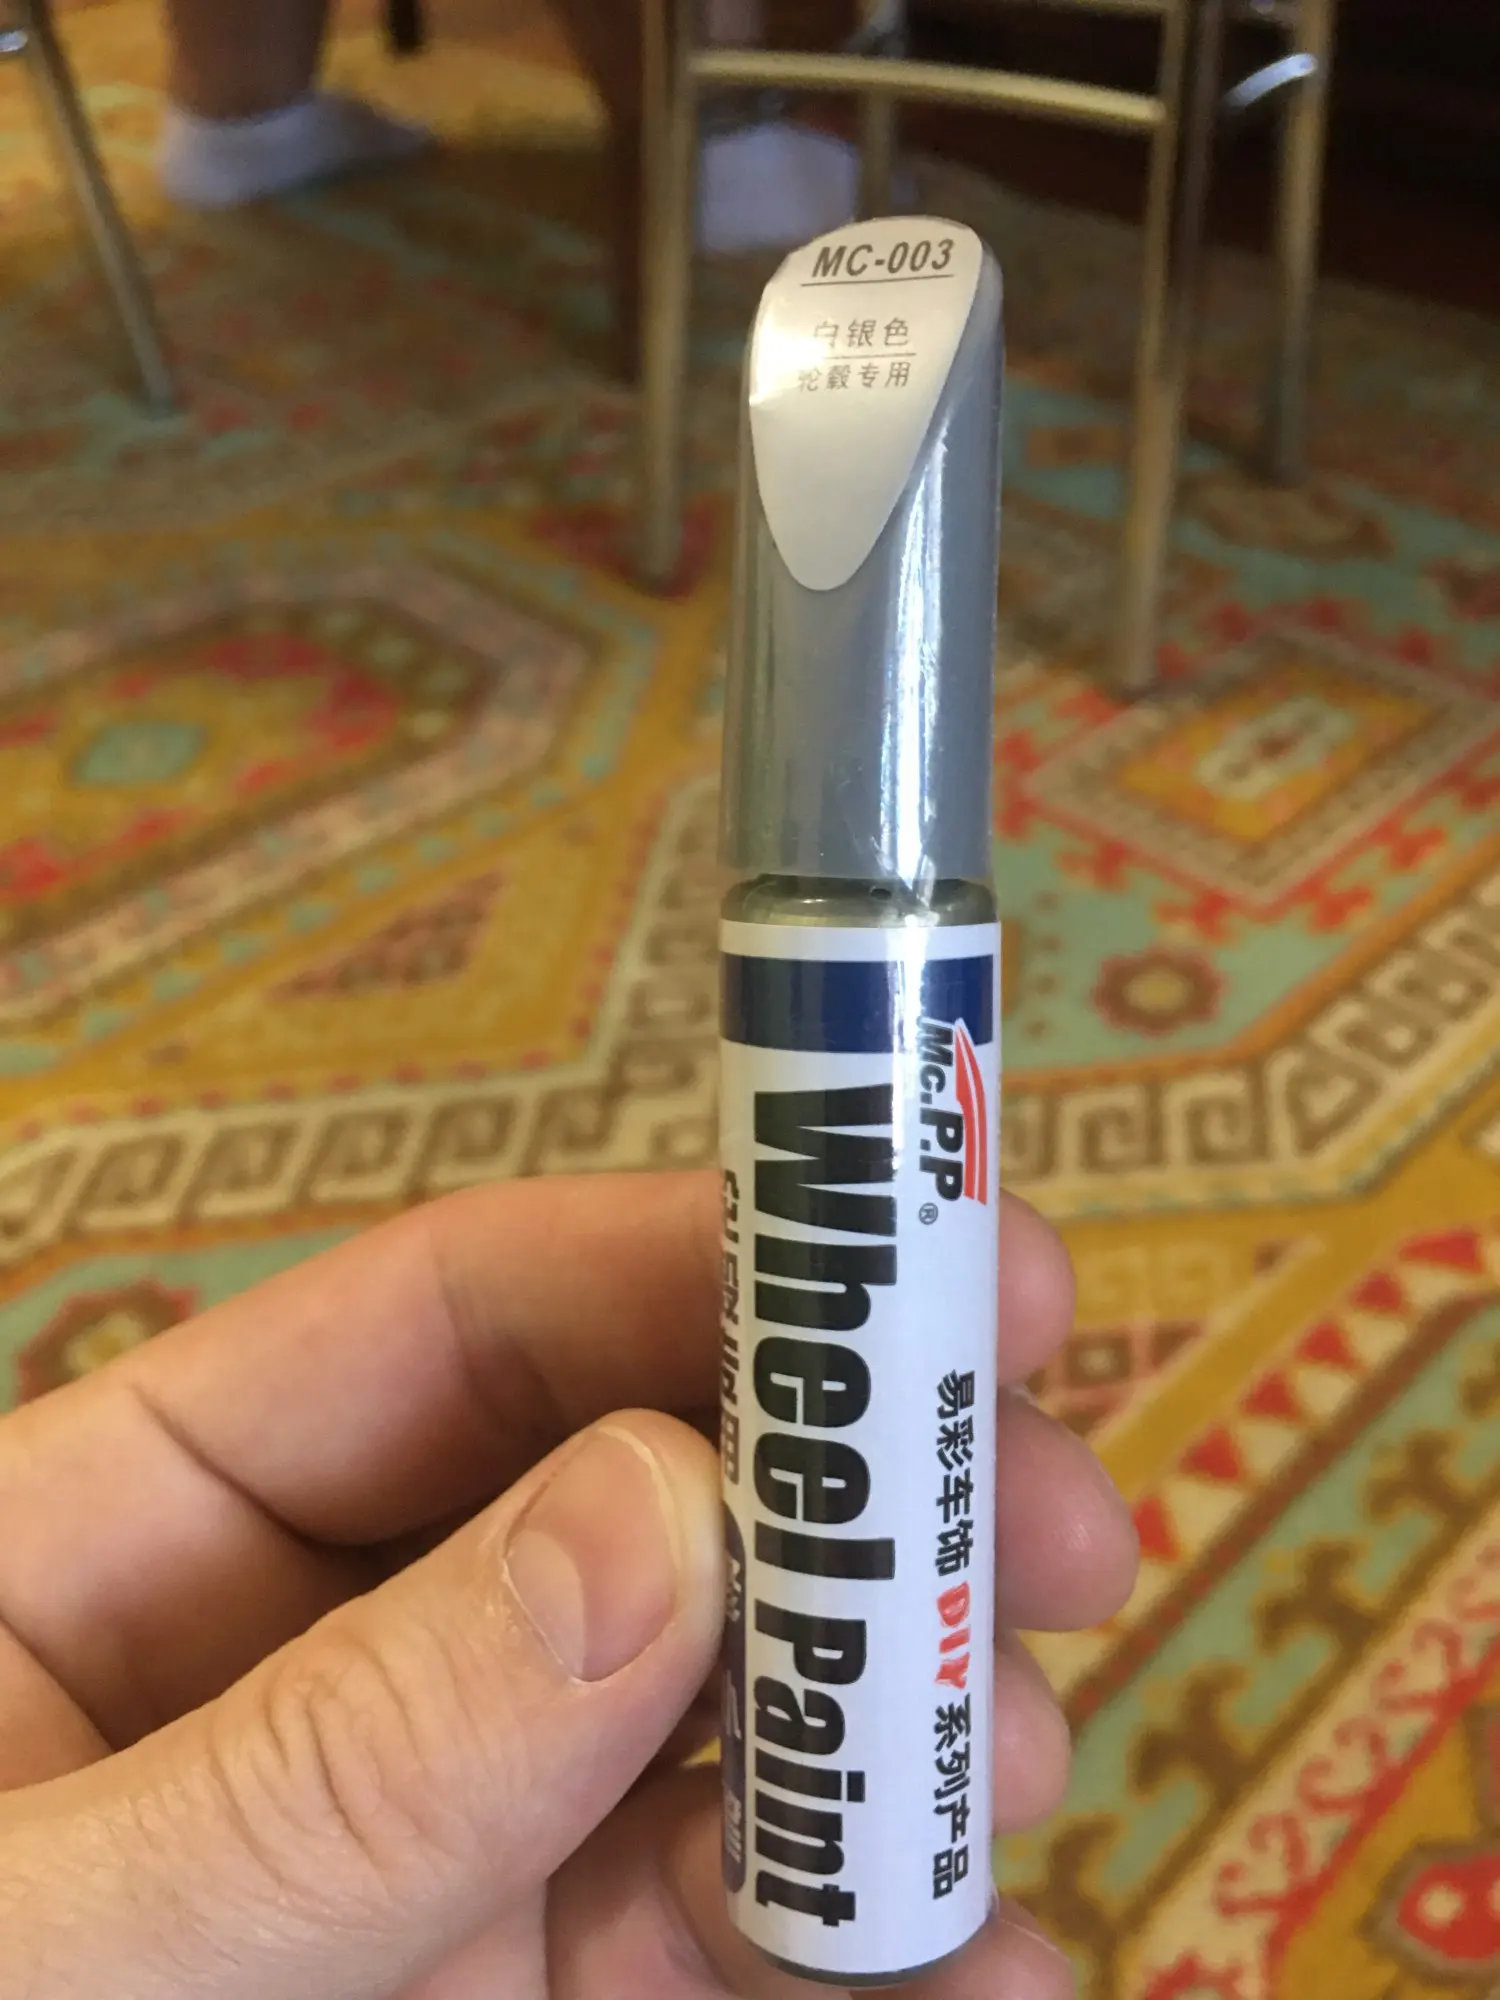 MC-003
白银色
轮毂专用
Mc.P.P®
易彩车饰 DIY 系列产品
Wheel Paint